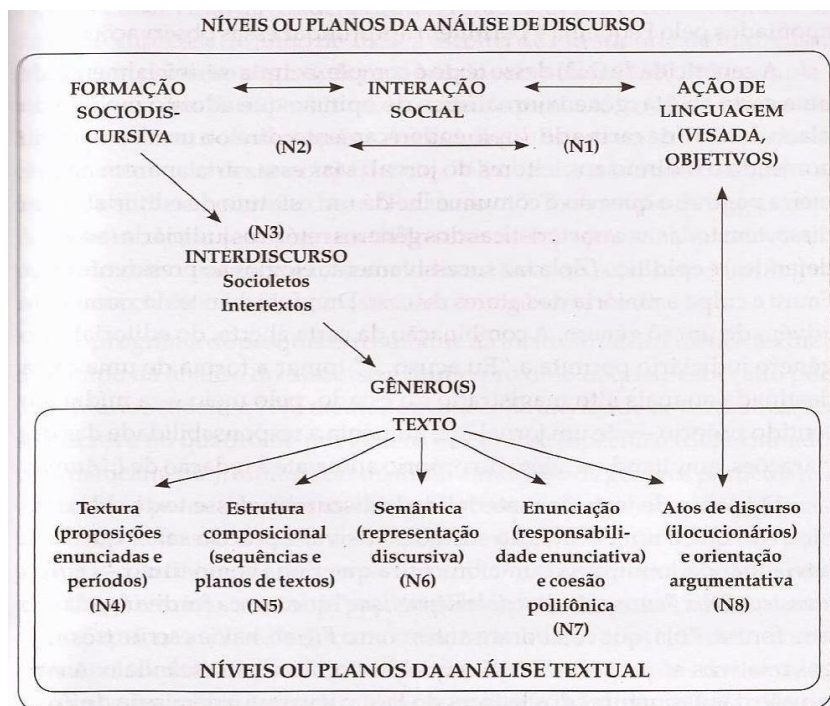 NÍVEIS OU PLANOS DA ANÁLISE DE DISCURSO
FORMAÇÃO
SOCIODIS-
CURSIVA
INTERAÇÃO
SOCIAL
AÇÃO DE
LINGUAGEM
(VISADA,
OBJETIVOS)
(N2)
(N1)
(N3)
INTERDISCURSO
Socioletos
Intertextos
GÊNERO(S)
TEXTO
Textura
(proposições
enunciadas e
períodos)
(N4)
Estrutura
composicional
(sequências e
planos de textos)
(N5)
Semântica
(representação
discursiva)
(N6)
Enunciação
(responsabili-
dade enunciativa)
e coesão
polifônica
(N7)
Atos de discurso
(ilocucionários)
e orientação
argumentativa
(N8)
NÍVEIS OU PLANOS DA ANÁLISE TEXTUAL